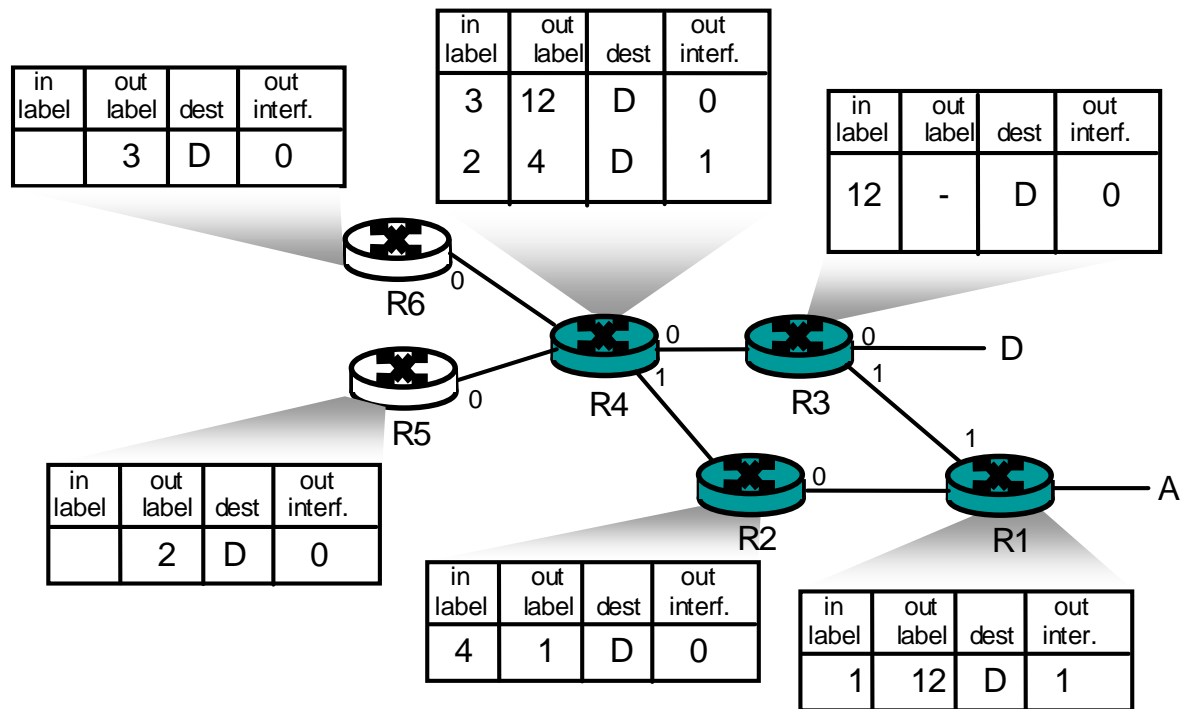 in label | out label | dest | out interf.
3 | 12 | D | 0
2 | 4 | D | 1
in label | out label | dest | out interf.
| 3 | D | 0
in label | out label | dest | out interf.
12 | - | D | 0
0
R6
0
R5
0
1
R4
0
1
R3
D
0
R2
1
R1
A
in label | out label | dest | out interf.
| 2 | D | 0
in label | out label | dest | out interf.
4 | 1 | D | 0
in label | out label | dest | out inter.
1 | 12 | D | 1